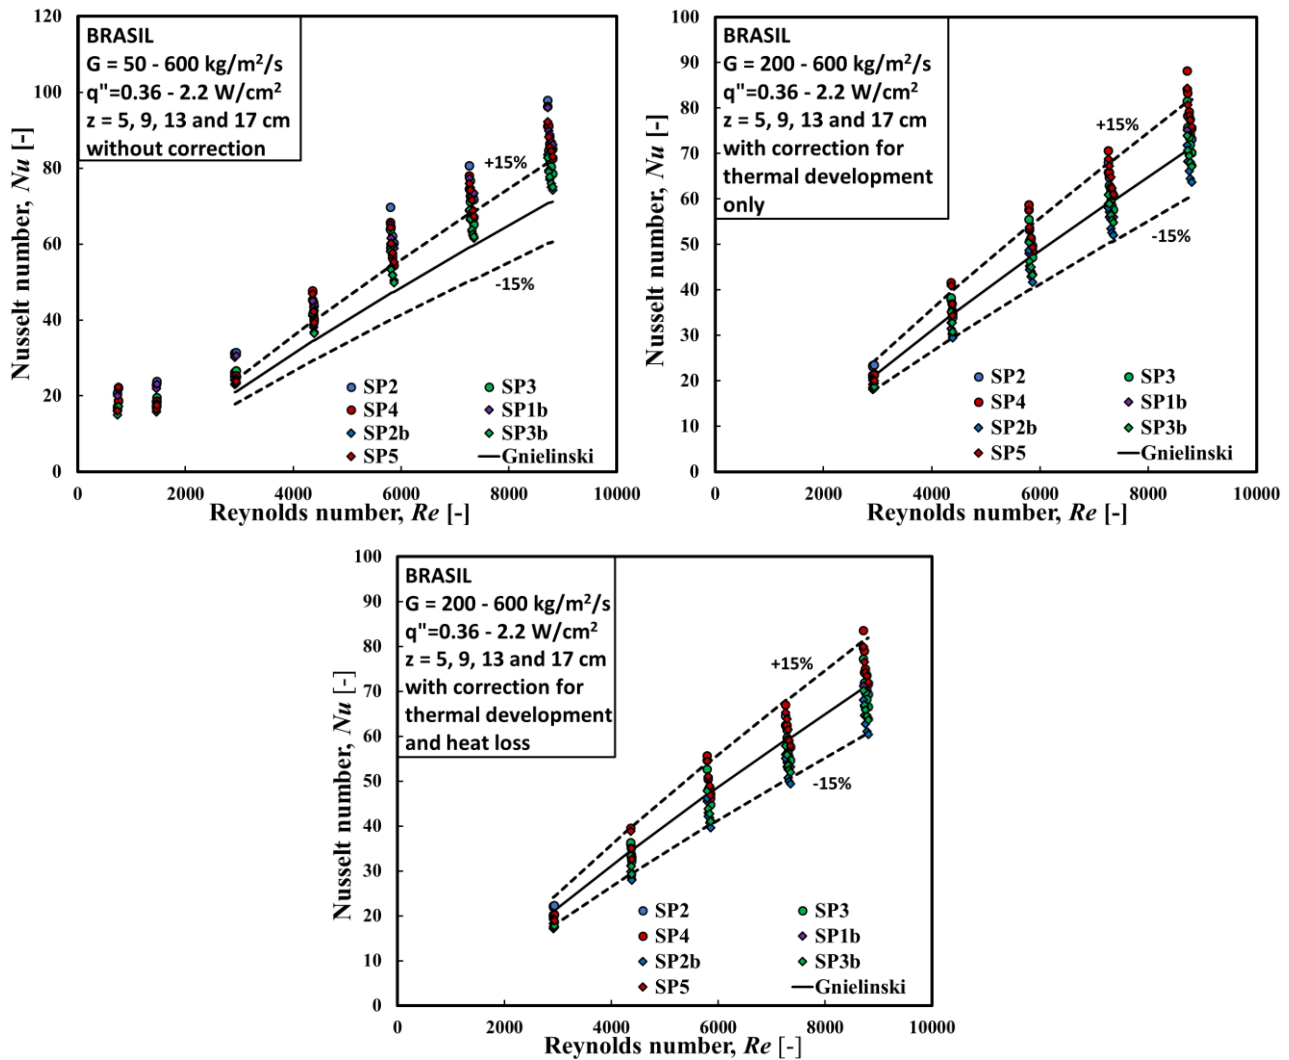 BRASIL
G = 50 - 600 kg/m²/s
q"=0.36 - 2.2 W/cm²
z = 5, 9, 13 and 17 cm
without correction
Nusselt number, Nu [-]
120
100
80
60
40
20
0
+15%
-15%
SP2
SP3
SP4
SP1b
SP2b
SP3b
SP5
Gnielinski
0 2000 4000 6000 8000 10000
Reynolds number, Re [-]
BRASIL
G = 200 - 600 kg/m²/s
q"=0.36 - 2.2 W/cm²
z = 5, 9, 13 and 17 cm
with correction for
thermal development
only
Nusselt number, Nu [-]
100
90
80
70
60
50
40
30
20
10
0
+15%
-15%
SP2
SP3
SP4
SP1b
SP2b
SP3b
SP5
Gnielinski
0 2000 4000 6000 8000 10000
Reynolds number, Re [-]
BRASIL
G = 200 - 600 kg/m²/s
q"=0.36 - 2.2 W/cm²
z = 5, 9, 13 and 17 cm
with correction for
thermal development
and heat loss
Nusselt number, Nu [-]
100
90
80
70
60
50
40
30
20
10
0
+15%
-15%
SP2
SP3
SP4
SP1b
SP2b
SP3b
SP5
Gnielinski
0 2000 4000 6000 8000 10000
Reynolds number, Re [-]